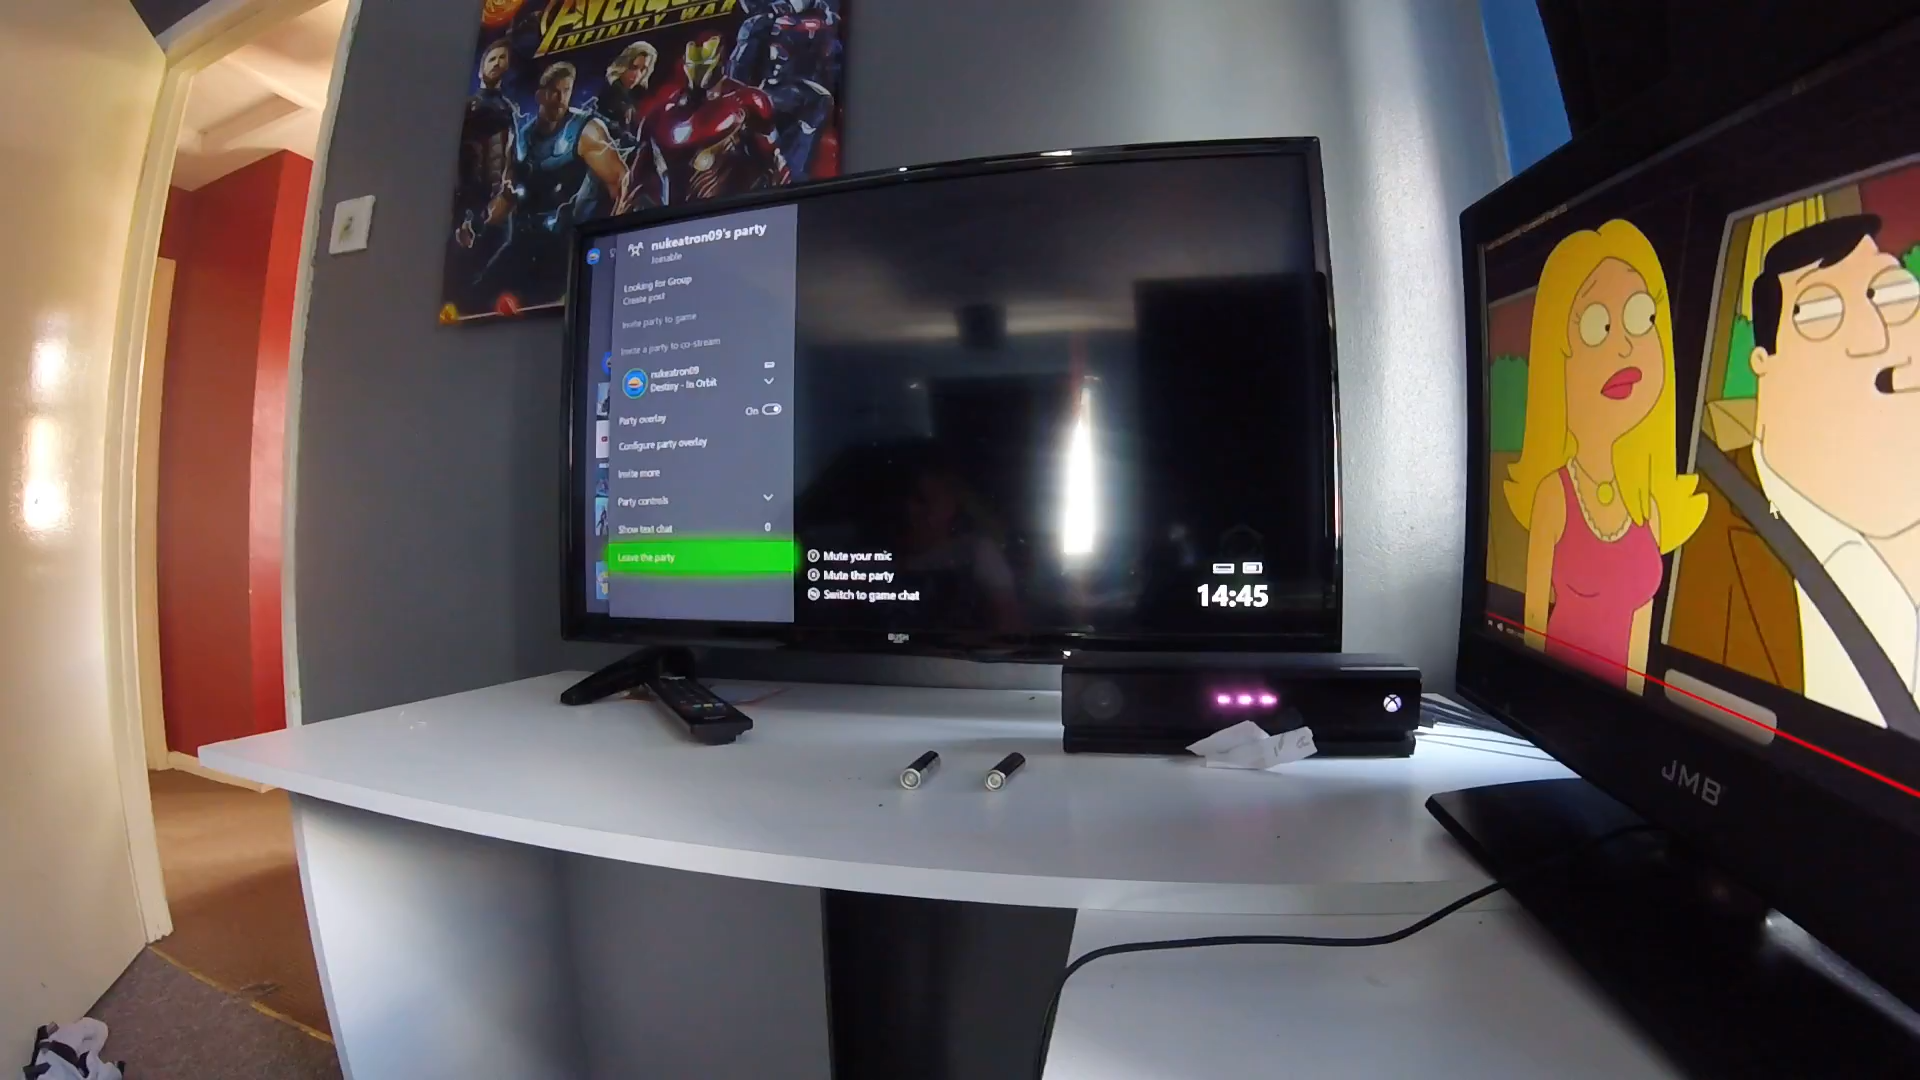 AVENGERS
INFINITY WAR
nukeatron09's party
Joinable
Looking for Group
Create post
Invite party to game
Invite a party to co-stream
nukeatron09
Destiny - In Orbit
Party overlay
On
Configure party overlay
Invite more
Party controls
Show text chat
0
Leave the party
Mute your mic
Mute the party
Switch to game chat
14:45
BUSH
JMB